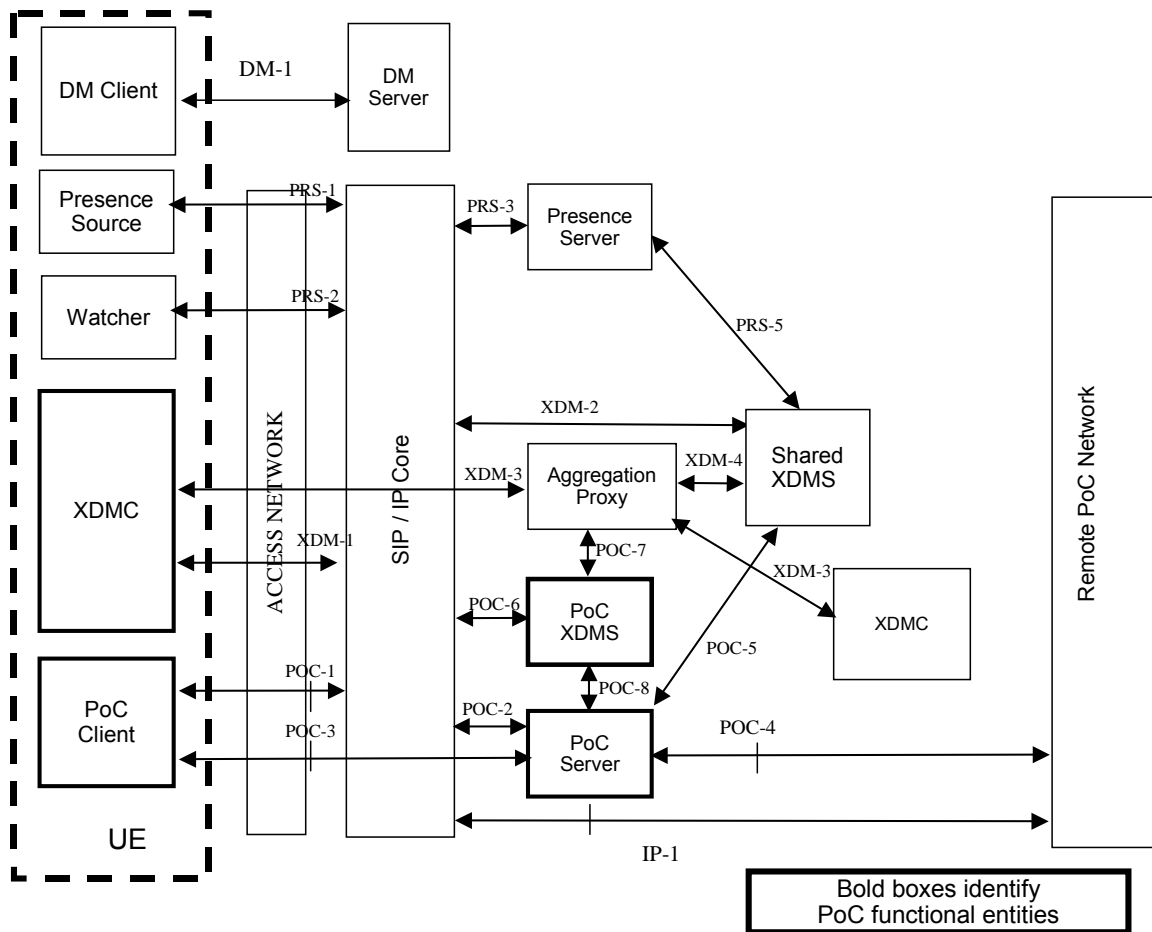 DM-1
DM Client
DM
Server
Presence
Source
PRS-1
PRS-3
Presence
Server
Watcher
PRS-2
PRS-5
XDMC
ACCESS NETWORK
SIP / IP Core
XDM-2
XDM-3
Aggregation
Proxy
XDM-4
Shared
XDMS
Remote PoC Network
XDM-1
POC-7
XDM-3
POC-6
PoC
XDMS
XDMC
POC-5
PoC
Client
POC-1
POC-8
POC-2
POC-3
PoC
Server
POC-4
UE
IP-1
Bold boxes identify
PoC functional entities